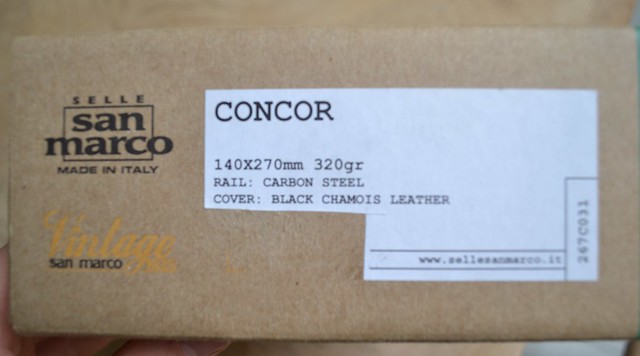 SELLE
san
marco
MADE IN ITALY
Vintage
san marco
CONCOR
140X270mm 320gr
RAIL: CARBON STEEL
COVER: BLACK CHAMOIS LEATHER
www.sellesanmarco.it
267C031